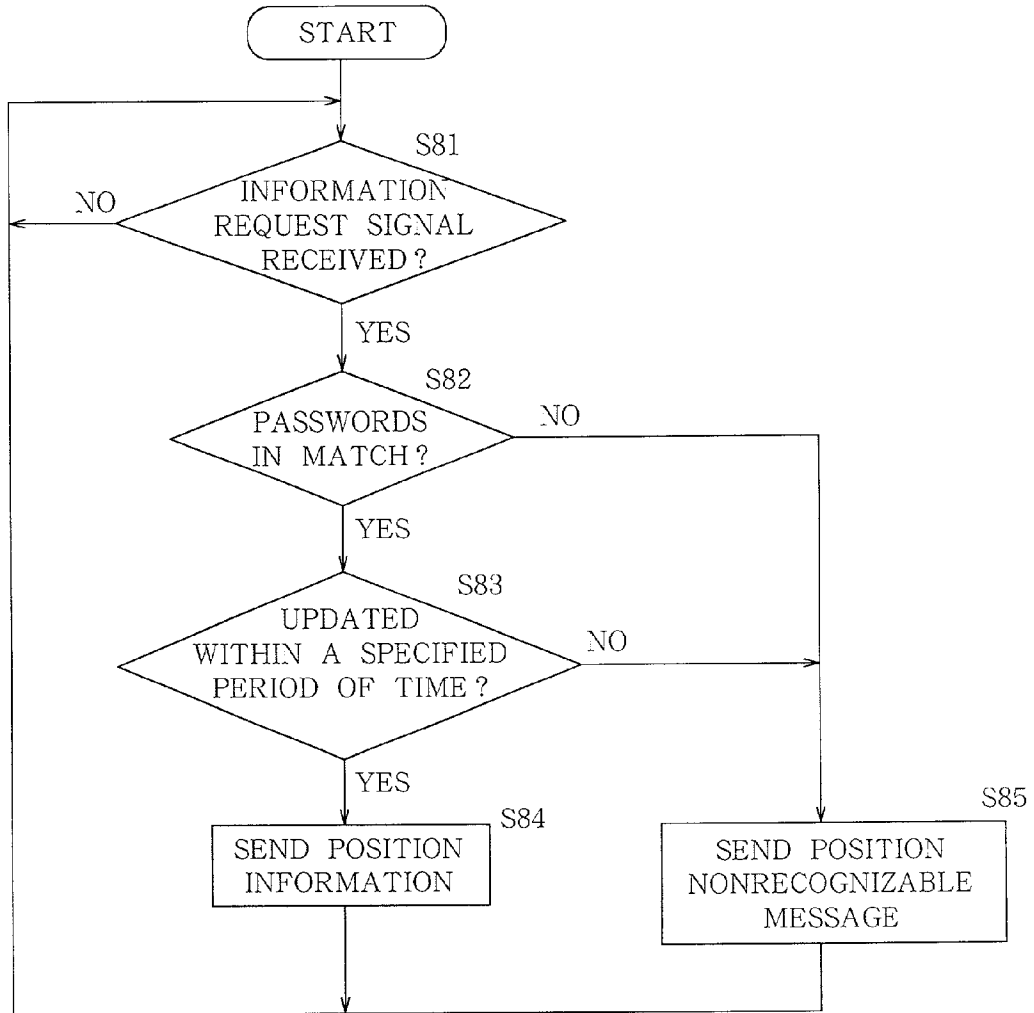 START
S81
INFORMATION
REQUEST SIGNAL
RECEIVED?
NO
YES
S82
PASSWORDS
IN MATCH?
NO
YES
S83
UPDATED
WITHIN A SPECIFIED
PERIOD OF TIME?
NO
YES
S84
SEND POSITION
INFORMATION
S85
SEND POSITION
NONRECOGNIZABLE
MESSAGE